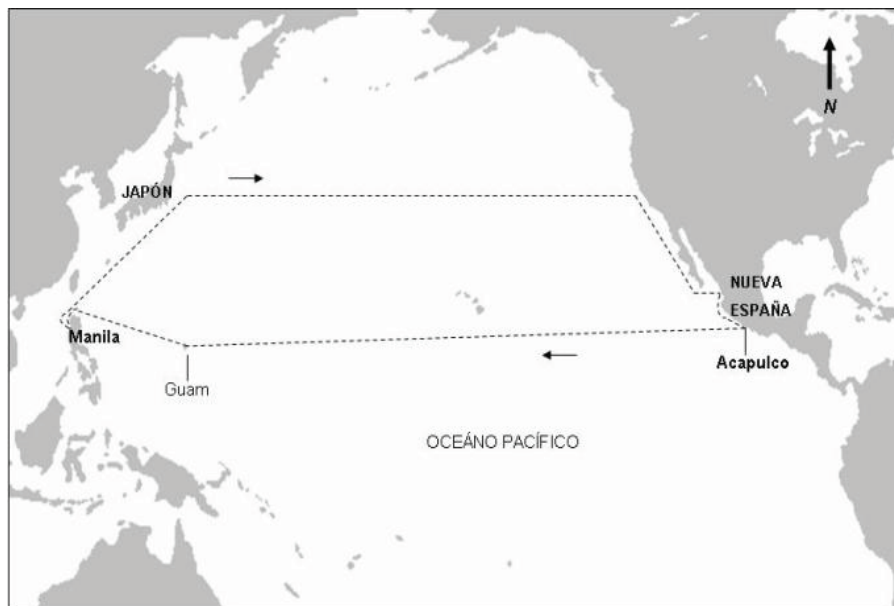 N
JAPÓN
NUEVA
ESPAÑA
Manila
Guam
Acapulco
OCEÁNO PACÍFICO